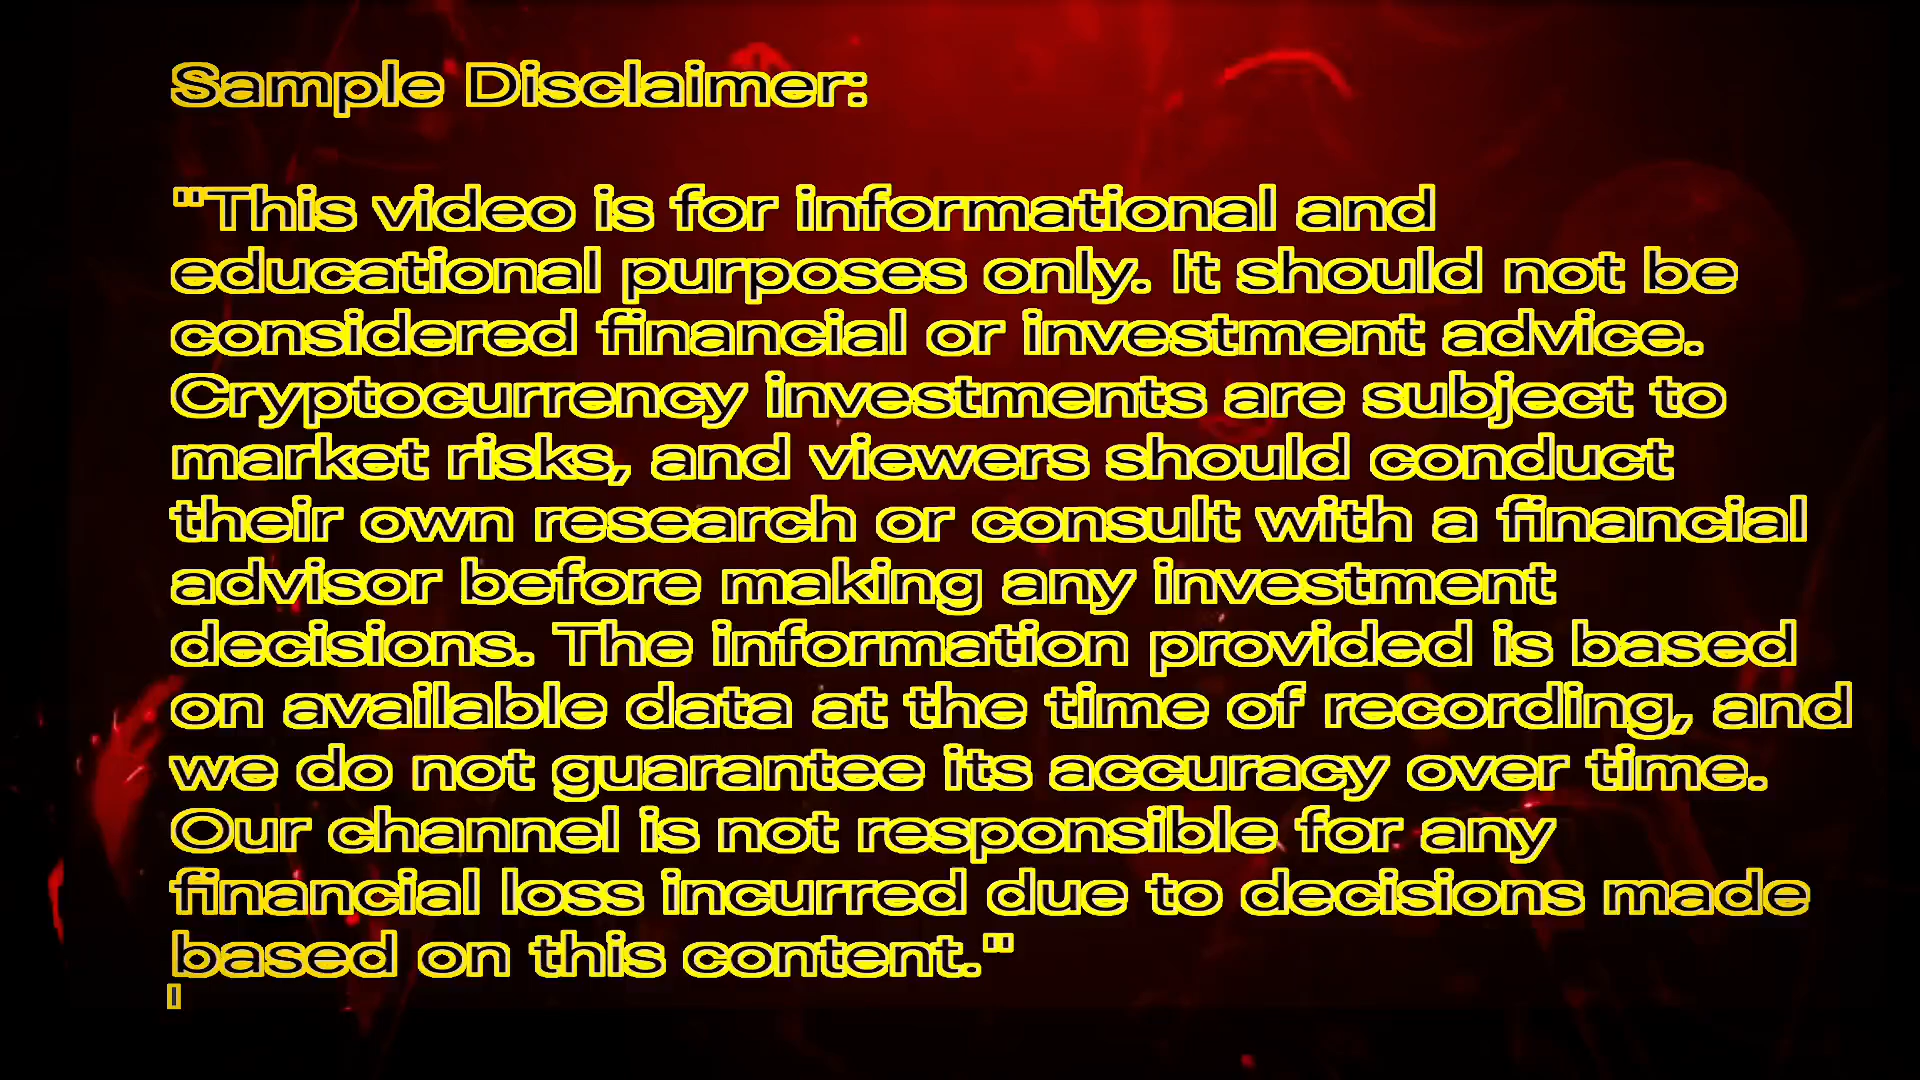 Sample Disclaimer:
"This video is for informational and
educational purposes only. It should not be
considered financial or investment advice.
Cryptocurrency investments are subject to
market risks, and viewers should conduct
their own research or consult with a financial
advisor before making any investment
decisions. The information provided is based
on available data at the time of recording, and
we do not guarantee its accuracy over time.
Our channel is not responsible for any
financial loss incurred due to decisions made
based on this content."